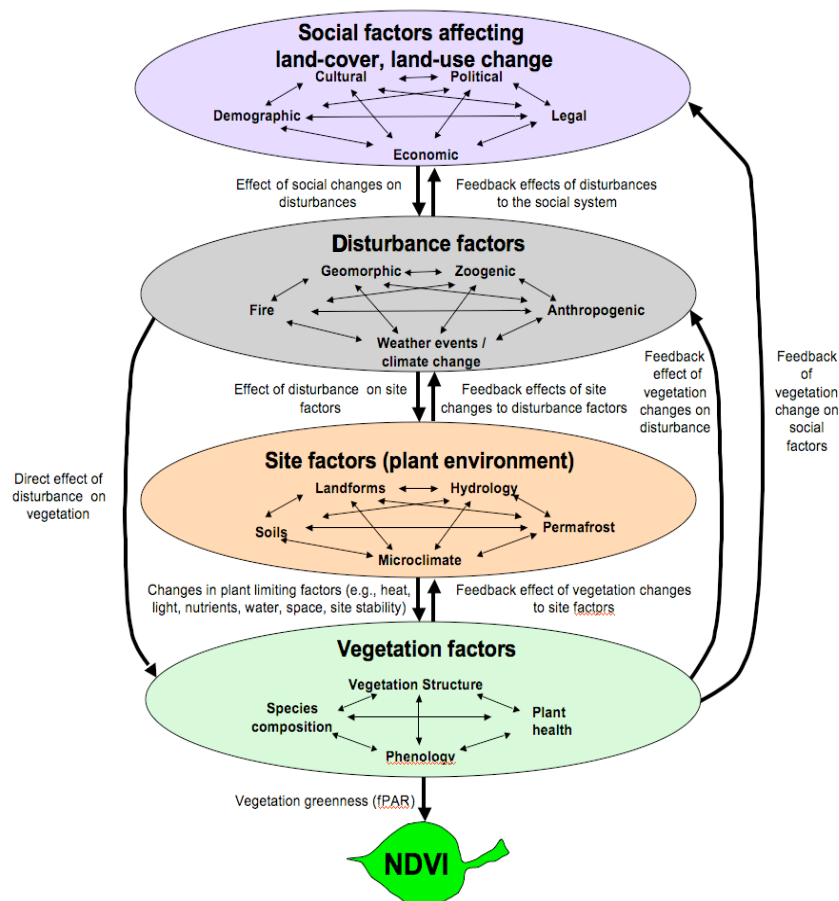 Social factors affecting
land-cover, land-use change
Cultural Political
Demographic Legal
Economic
Effect of social changes on
disturbances
Feedback effects of disturbances
to the social system
Disturbance factors
Geomorphic Zoogenic
Fire Anthropogenic
Weather events /
climate change
Effect of disturbance on site
factors
Feedback effects of site
changes to disturbance factors
Feedback
effect of
vegetation
changes on
disturbance
Feedback
of
vegetation
change on
social
factors
Direct effect of
disturbance on
vegetation
Site factors (plant environment)
Landforms Hydrology
Soils Permafrost
Microclimate
Changes in plant limiting factors (e.g., heat,
light, nutrients, water, space, site stability)
Feedback effect of vegetation changes
to site factprs
Vegetation factors
Vegetation Structure
Species
composition
Plant
health
Phenology
Vegetation greenness (fPAR)
NDVI